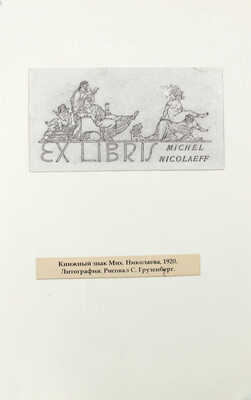 EX LIBRIS
MICHEL
NICOLAEFF
Книжный знак Мих. Николаева, 1920.
Литография. Рисовал С. Грузенберг.